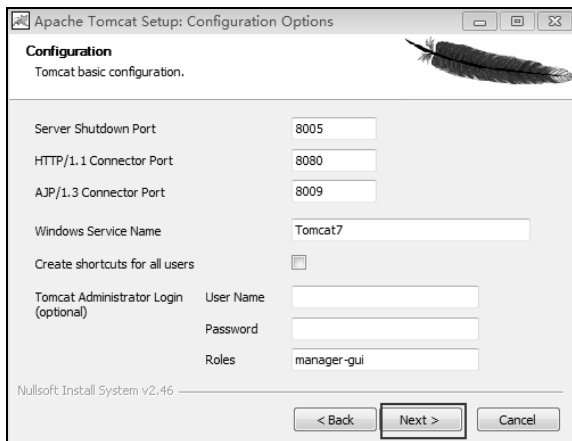 Apache Tomcat Setup: Configuration Options
Configuration
Tomcat basic configuration.
Server Shutdown Port 8005
HTTP/1.1 Connector Port 8080
AJP/1.3 Connector Port 8009
Windows Service Name Tomcat7
Create shortcuts for all users
Tomcat Administrator Login User Name
(optional)
Password
Roles manager-gui
Nullsoft Install System v2.46
< Back Next > Cancel